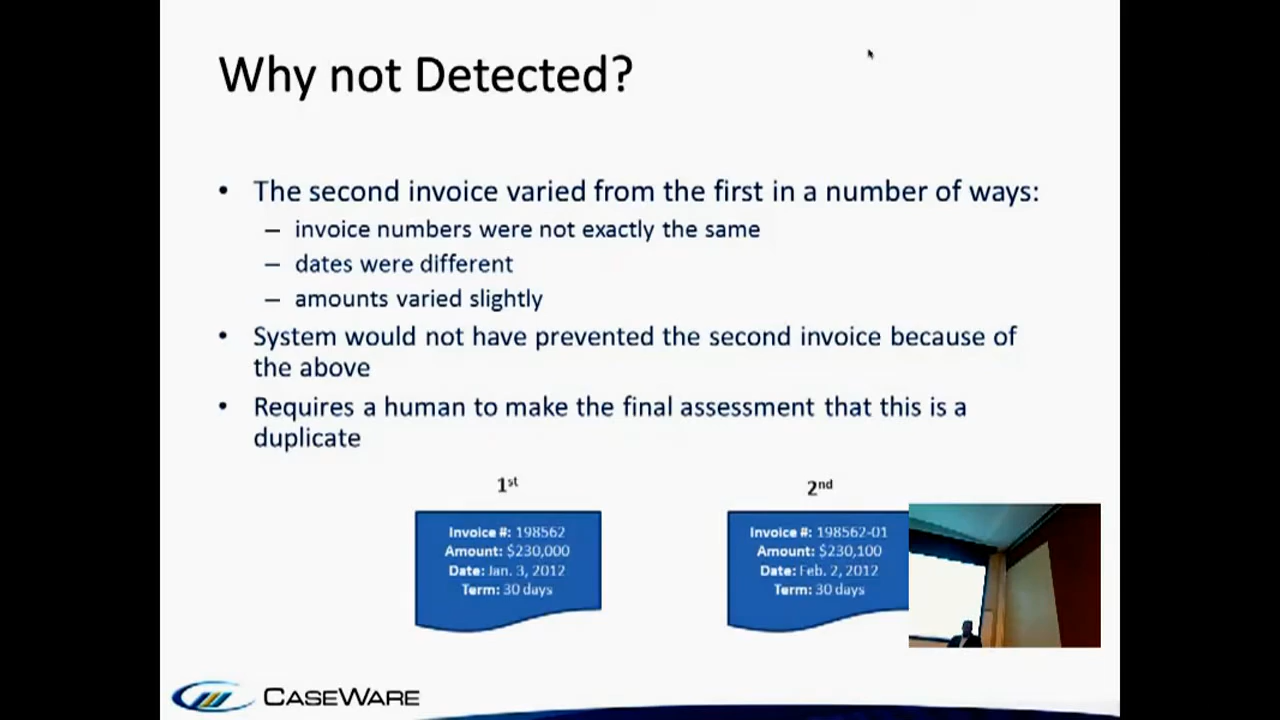 Why not Detected?
• The second invoice varied from the first in a number of ways:
– invoice numbers were not exactly the same
– dates were different
– amounts varied slightly
• System would not have prevented the second invoice because of
the above
• Requires a human to make the final assessment that this is a
duplicate
1st
Invoice #: 198562
Amount: $230,000
Date: Jan. 3, 2012
Term: 30 days
2nd
Invoice #: 198562-01
Amount: $230,100
Date: Feb. 2, 2012
Term: 30 days
CASEWARE